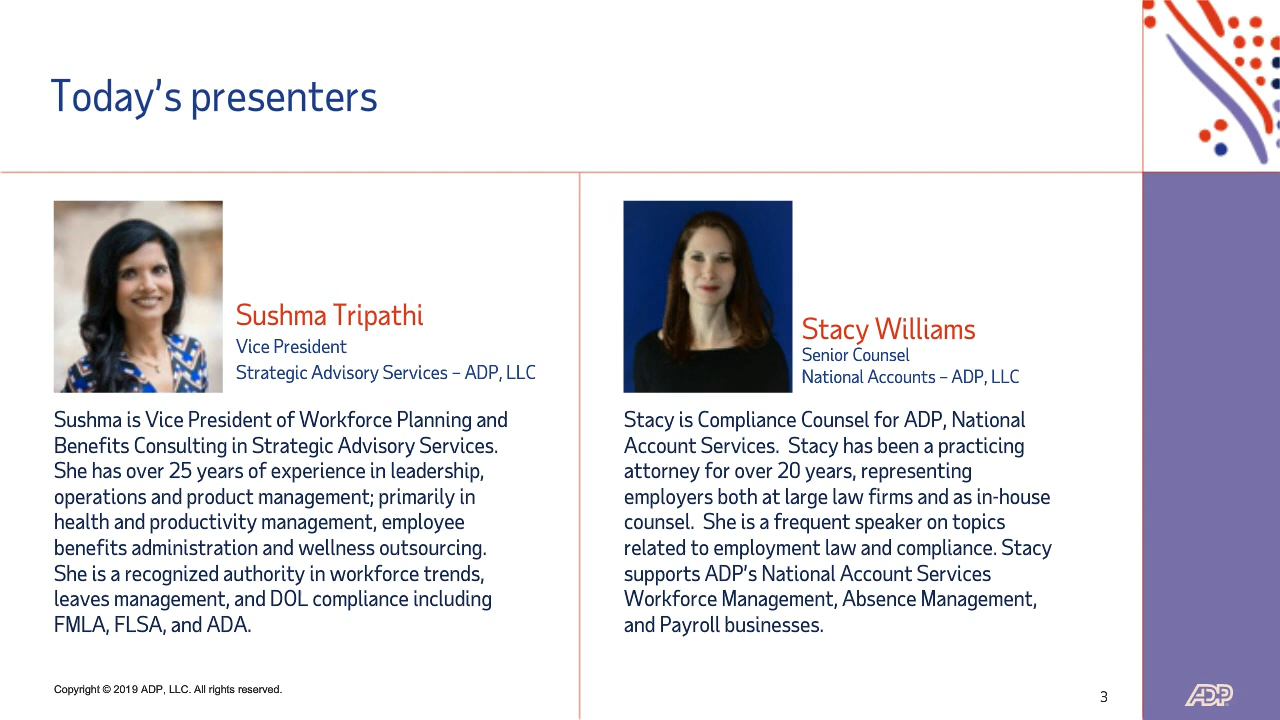 Today's presenters
Sushma Tripathi
Vice President
Strategic Advisory Services – ADP, LLC
Sushma is Vice President of Workforce Planning and
Benefits Consulting in Strategic Advisory Services.
She has over 25 years of experience in leadership,
operations and product management; primarily in
health and productivity management, employee
benefits administration and wellness outsourcing.
She is a recognized authority in workforce trends,
leaves management, and DOL compliance including
FMLA, FLSA, and ADA.
Stacy Williams
Senior Counsel
National Accounts – ADP, LLC
Stacy is Compliance Counsel for ADP, National
Account Services.  Stacy has been a practicing
attorney for over 20 years, representing
employers both at large law firms and as in-house
counsel.  She is a frequent speaker on topics
related to employment law and compliance. Stacy
supports ADP's National Account Services
Workforce Management, Absence Management,
and Payroll businesses.
Copyright © 2019 ADP, LLC. All rights reserved.
3
ADP